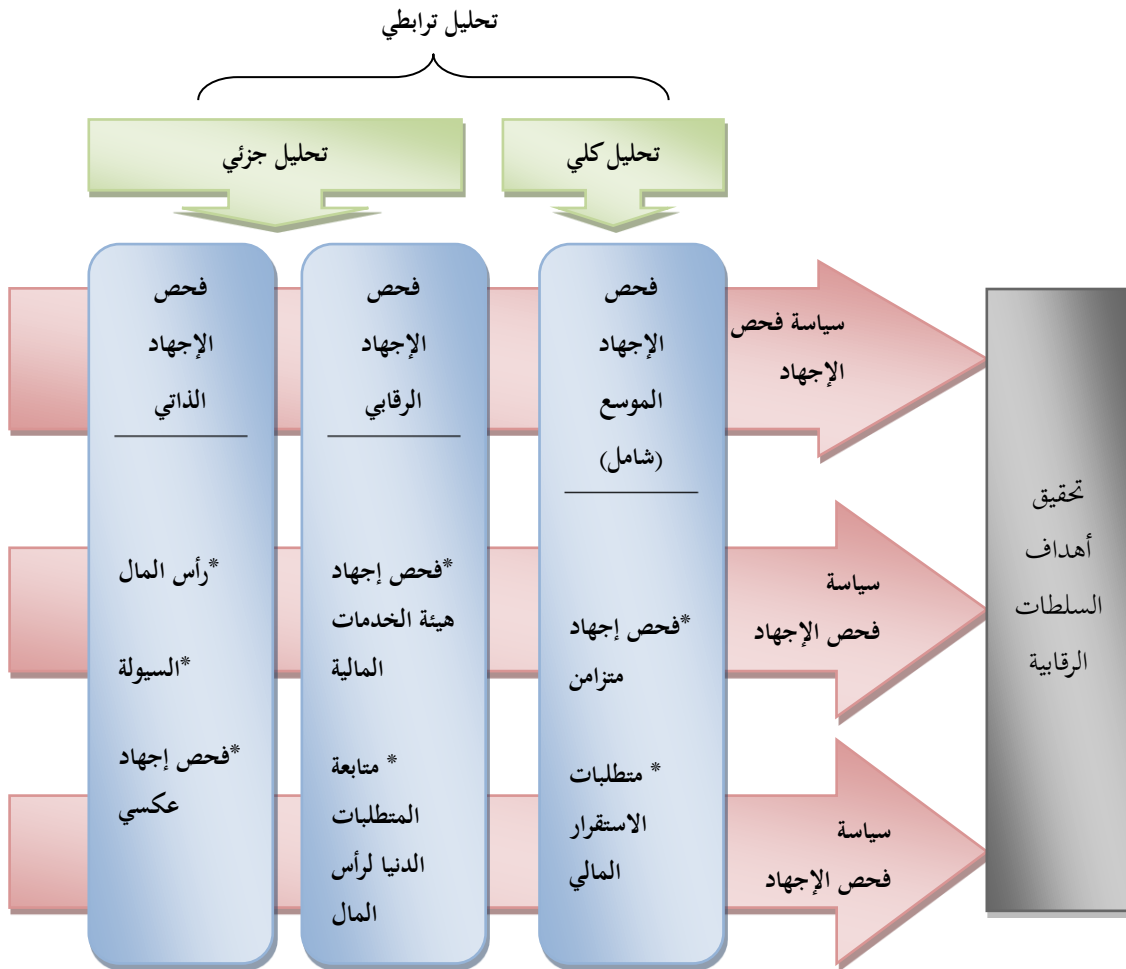 تحليل ترابطي
تحليل كلي
تحليل جزئي
فحص
الإجهاد
الموسع
(شامل)
*فحص إجهاد
متزامن
* متطلبات
الاستقرار
المالي
فحص
الإجهاد
الرقابي
*فحص إجهاد
هيئة الخدمات
المالية
* متابعة
المتطلبات
الدنيا لرأس
المال
فحص
الإجهاد
الذاتي
*رأس المال
*السيولة
*فحص إجهاد
عكسي
سياسة فحص
الإجهاد
سياسة
فحص الإجهاد
سياسة
فحص الإجهاد
تحقيق
أهداف
السلطات
الرقابية